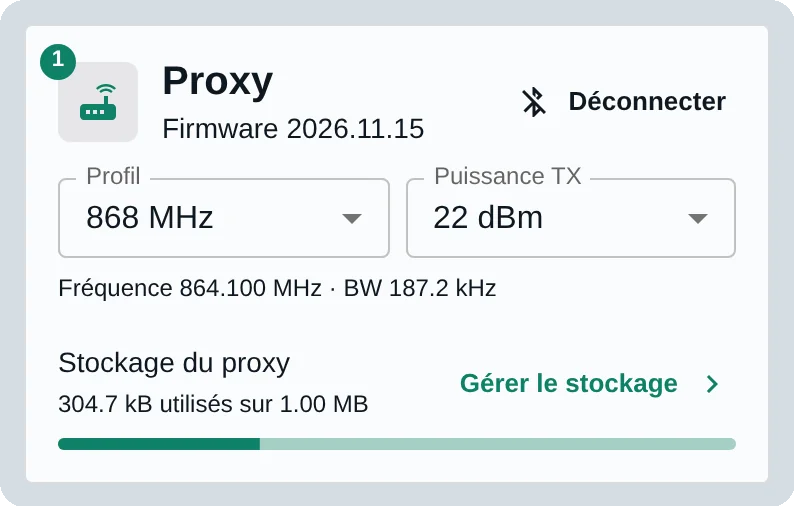 1
Proxy
Firmware 2026.11.15
Déconnecter
Profil
868 MHz
Puissance TX
22 dBm
Fréquence 864.100 MHz · BW 187.2 kHz
Stockage du proxy
304.7 kB utilisés sur 1.00 MB
Gérer le stockage